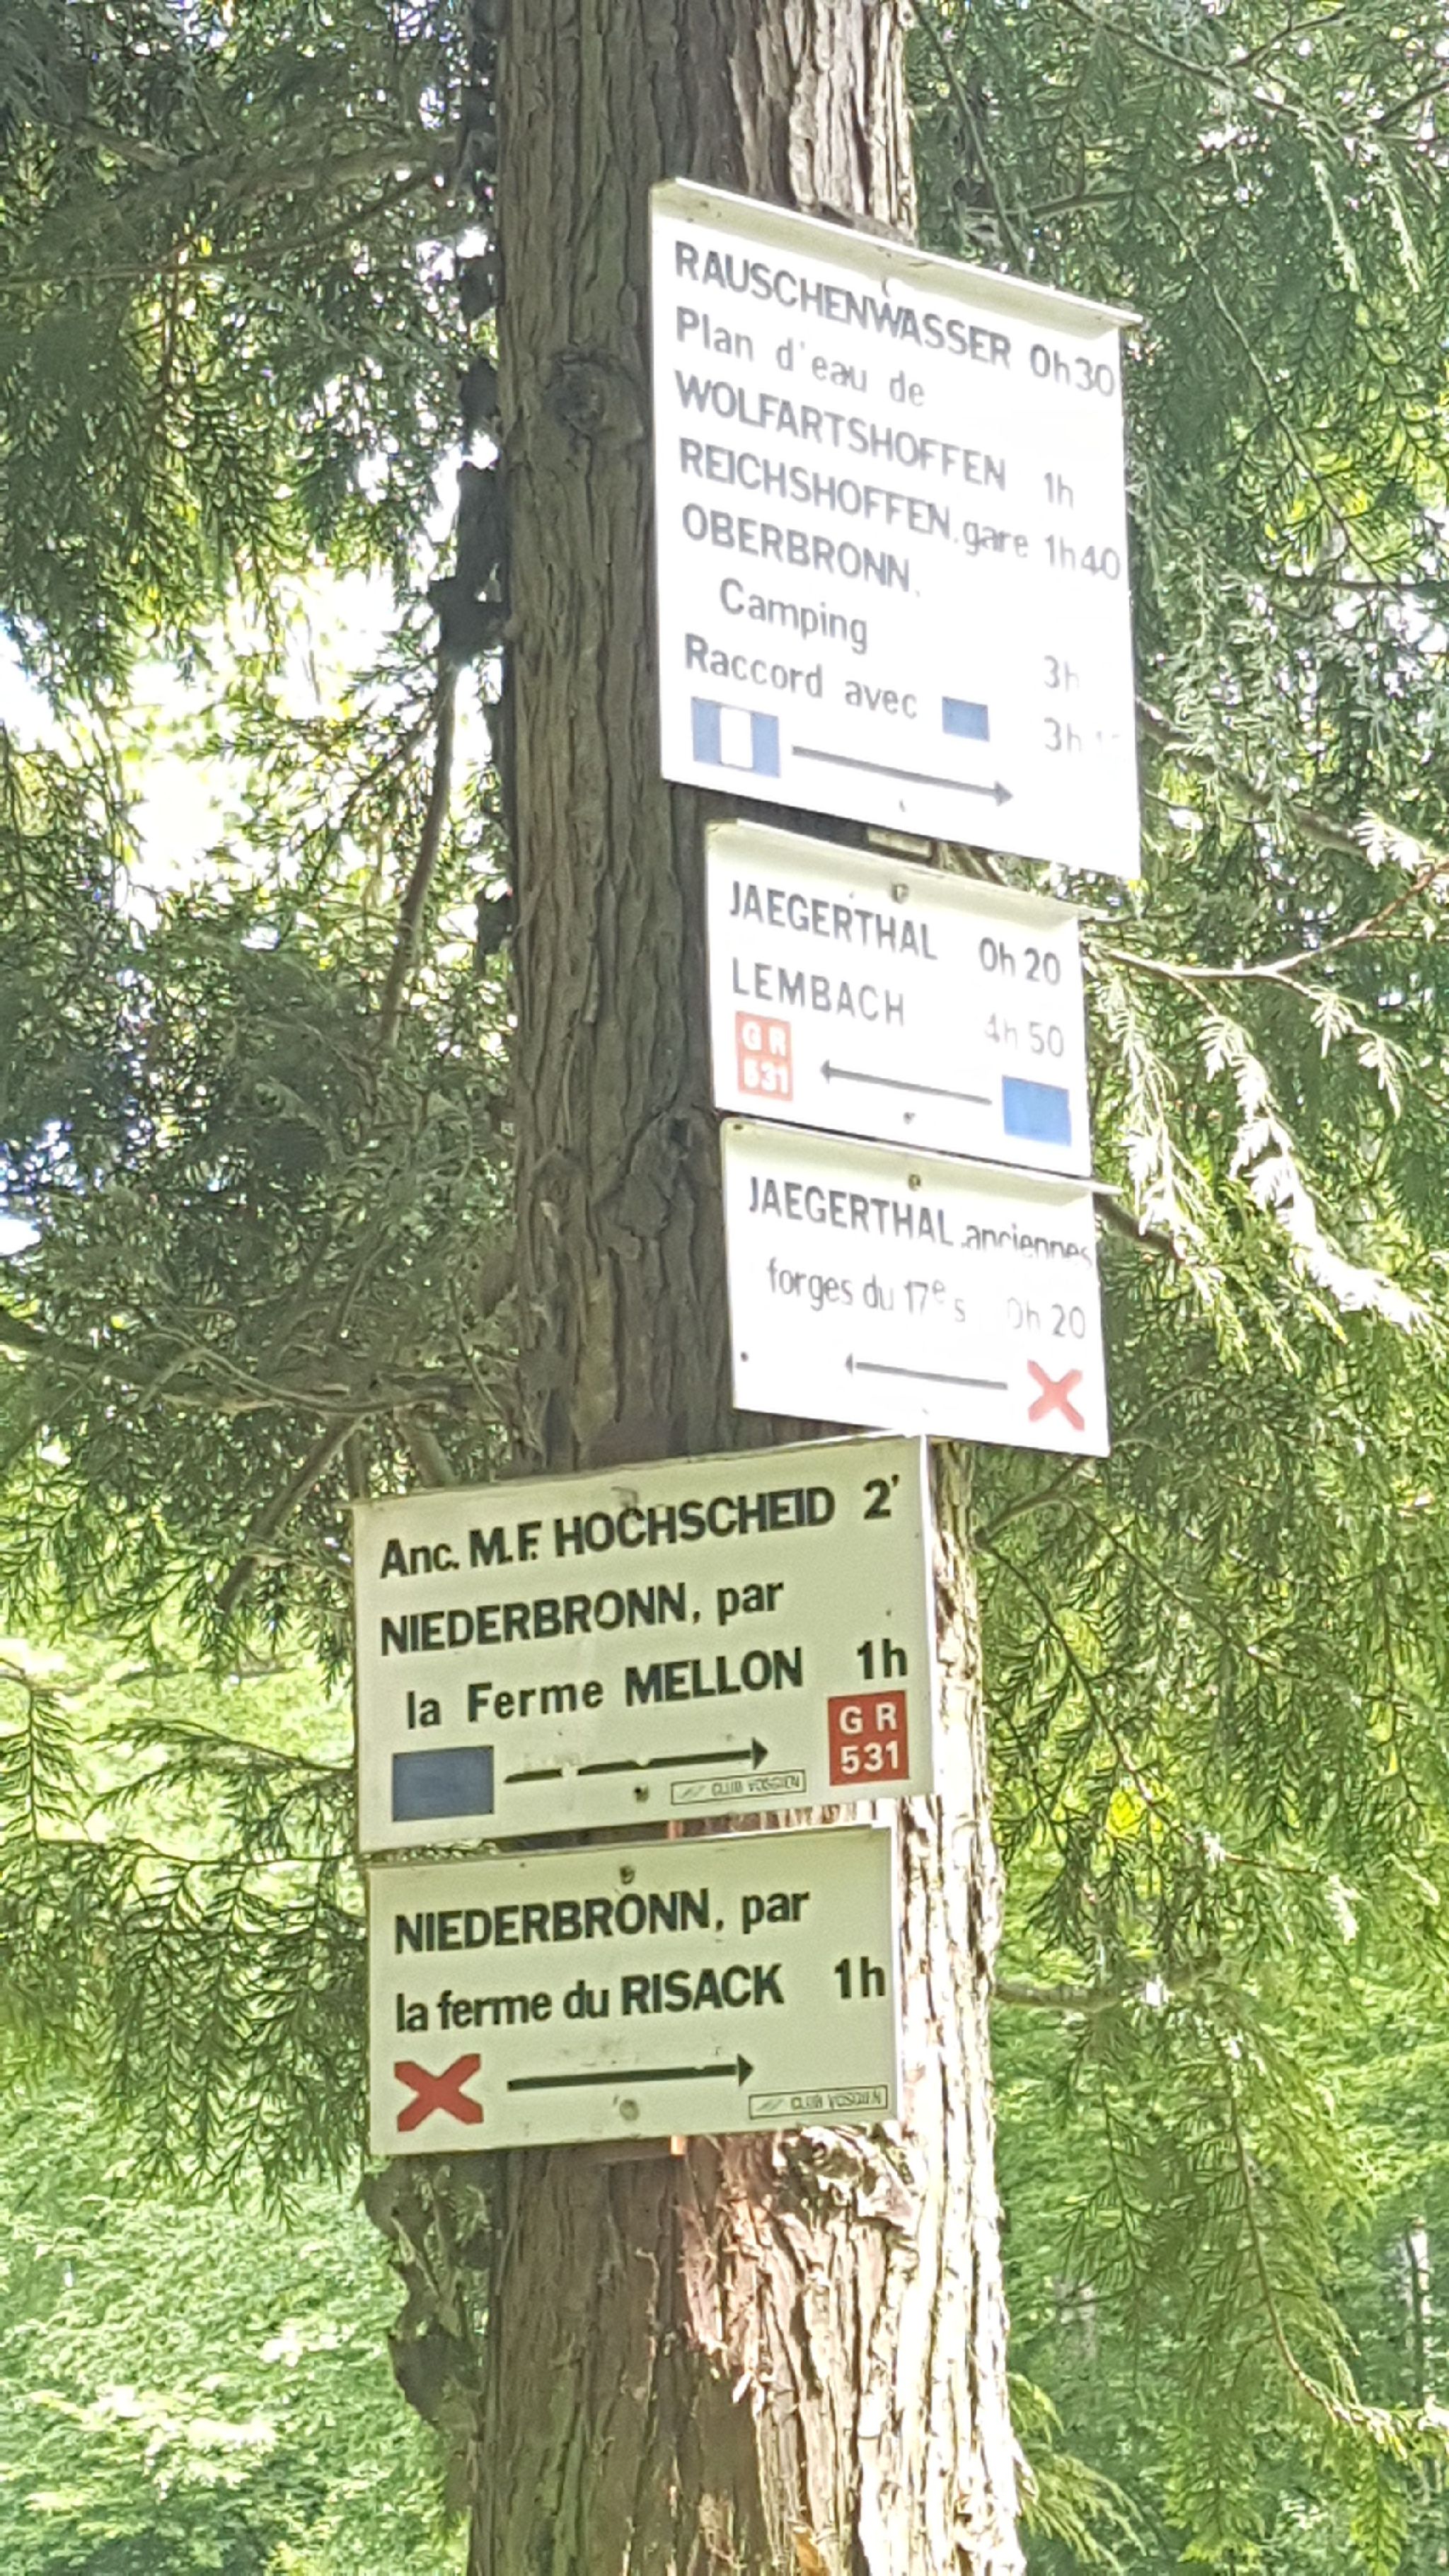 RAUSCHENWASSER 0h30
Plan d'eau de
WOLFARTSHOFFEN 1h
REICHSHOFFEN.gare 1h40
OBERBRONN.
Camping 3h
Raccord avec 3h
JAEGERTHAL 0h20
LEMBACH 4h50
GR
531
JAEGERTHAL.anciennes
forges du 17e s 0h20
Anc. M.F. HOCHSCHEID 2'
NIEDERBRONN, par
la Ferme MELLON 1h
GR
531
CLUB VOSGIEN
NIEDERBRONN, par
la ferme du RISACK 1h
CLUB VOSGIEN